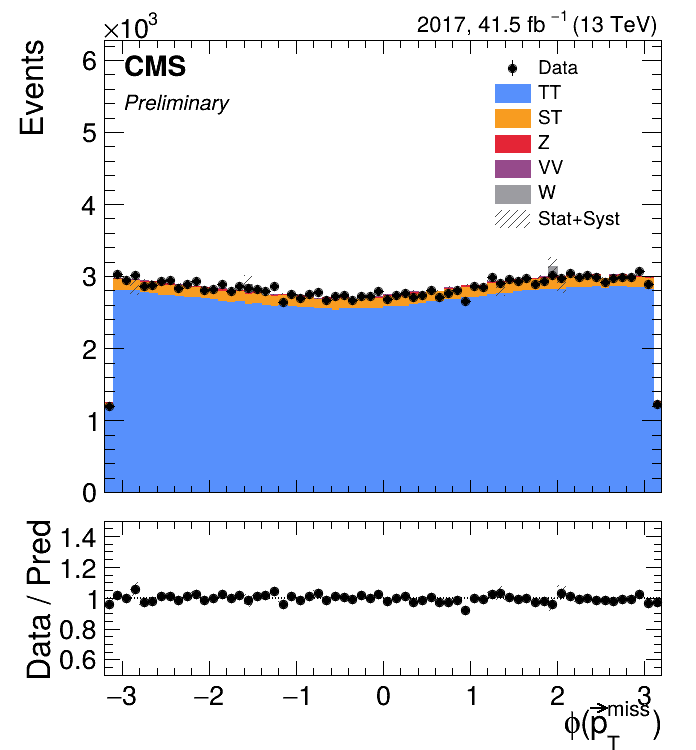 ×10³
2017, 41.5 fb⁻¹ (13 TeV)
Events
CMS
Preliminary
Data
TT
ST
Z
VV
W
Stat+Syst
6
5
4
3
2
1
0
Data / Pred
1.4
1.2
1
0.8
0.6
−3 −2 −1 0 1 2 3
ϕ(p⃗_T^miss)